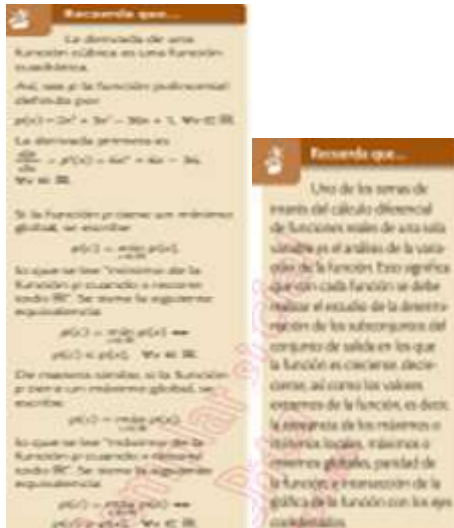 Recuerda que...
La derivada de una
función cúbica es una función
cuadrática.
Así, sea p la función polinomial
definida por
p(x) = 2x³ + 3x² − 36x + 1, ∀x ∈ ℝ.
La derivada primera es
dp/dx = p'(x) = 6x² + 6x − 36,
∀x ∈ ℝ.
Si la función p tiene un mínimo
global, se escribe
lo que se lee "mínimo de la
función p cuando x recorre
todo ℝ". Se tiene la siguiente
equivalencia:
De manera similar, si la función
p tiene un máximo global, se
escribe
lo que se lee "máximo de la
función p cuando x recorre
todo ℝ". Se tiene la siguiente
equivalencia:
Recuerda que...
Uno de los temas de
interés del cálculo diferencial
de funciones reales de una sola
variable es el análisis de la varia-
ción de la función. Esto significa
que con cada función se debe
realizar el estudio de la determi-
nación de los subconjuntos del
conjunto de salida en los que
la función es creciente, decre-
ciente, así como los valores
extremos de la función, es decir,
la existencia de los máximos o
mínimos locales, máximos o
mínimos globales, paridad de
la función, e intersección de la
gráfica de la función con los ejes
coordenados.